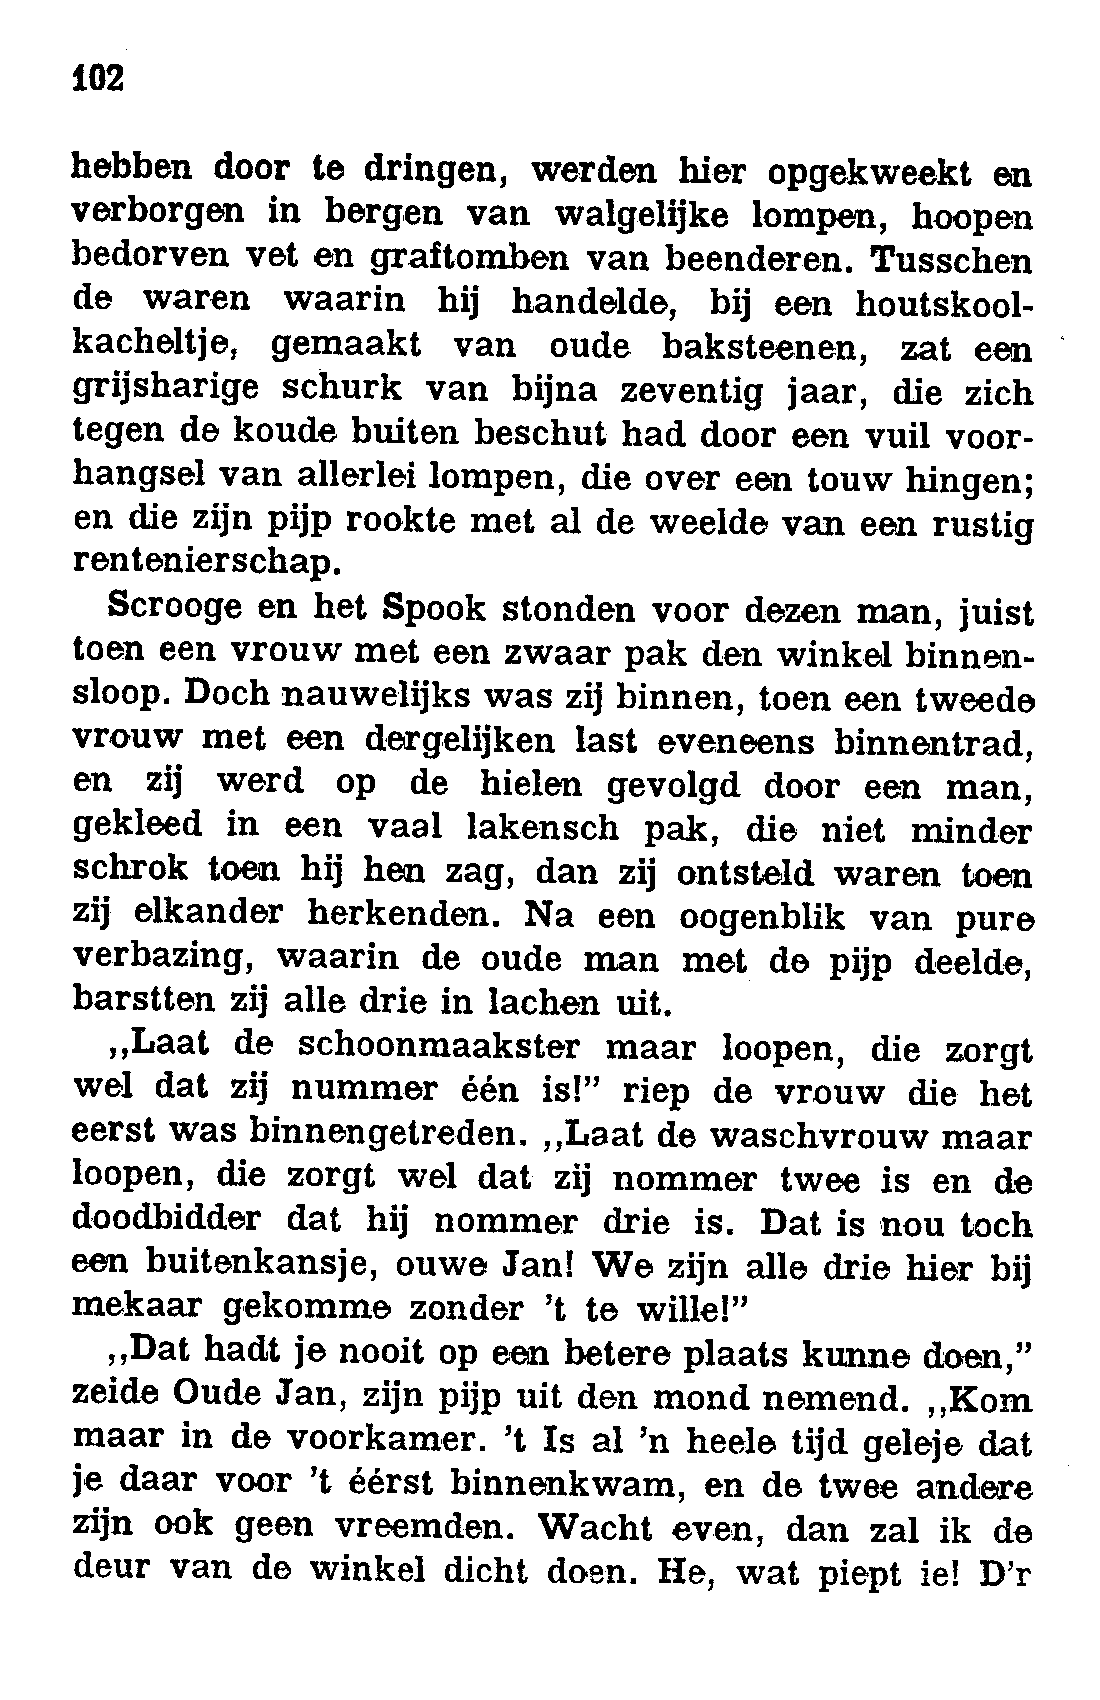 102
hebben door te dringen, werden hier opgekweekt en
verborgen in bergen van walgelijke lompen, hoopen
bedorven vet en graftomben van beenderen. Tusschen
de waren waarin hij handelde, bij een houtskool-
kacheltje, gemaakt van oude baksteenen, zat een
grijsharige schurk van bijna zeventig jaar, die zich
tegen de koude buiten beschut had door een vuil voor-
hangsel van allerlei lompen, die over een touw hingen;
en die zijn pijp rookte met al de weelde van een rustig
rentenierschap.
Scrooge en het Spook stonden voor dezen man, juist
toen een vrouw met een zwaar pak den winkel binnen-
sloop. Doch nauwelijks was zij binnen, toen een tweede
vrouw met een dergelijken last eveneens binnentrad,
en zij werd op de hielen gevolgd door een man,
gekleed in een vaal lakensch pak, die niet minder
schrok toen hij hen zag, dan zij ontsteld waren toen
zij elkander herkenden. Na een oogenblik van pure
verbazing, waarin de oude man met de pijp deelde,
barstten zij alle drie in lachen uit.
,,Laat de schoonmaakster maar loopen, die zorgt
wel dat zij nummer één is!” riep de vrouw die het
eerst was binnengetreden. ,,Laat de waschvrouw maar
loopen, die zorgt wel dat zij nommer twee is en de
doodbidder dat hij nommer drie is. Dat is nou toch
een buitenkansje, ouwe Jan! We zijn alle drie hier bij
mekaar gekomme zonder ’t te wille!”
,,Dat hadt je nooit op een betere plaats kunne doen,”
zeide Oude Jan, zijn pijp uit den mond nemend. ,,Kom
maar in de voorkamer. ’t Is al ’n heele tijd geleje dat
je daar voor ’t éérst binnenkwam, en de twee andere
zijn ook geen vreemden. Wacht even, dan zal ik de
deur van de winkel dicht doen. He, wat piept ie! D’r